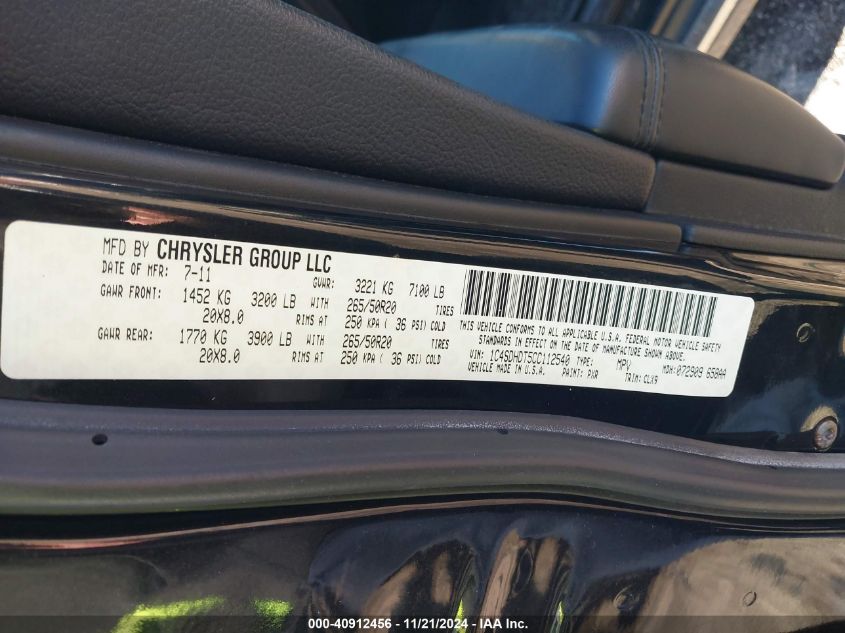 MFD BY CHRYSLER GROUP LLC
DATE OF MFR: 7-11 GVWR: 3221 KG 7100 LB
GAWR FRONT: 1452 KG 3200 LB WITH 265/50R20 TIRES
20X8.0 RIMS AT 250 KPA ( 36 PSI) COLD
GAWR REAR: 1770 KG 3900 LB WITH 265/50R20 TIRES
20X8.0 RIMS AT 250 KPA ( 36 PSI) COLD
THIS VEHICLE CONFORMS TO ALL APPLICABLE U.S.A. FEDERAL MOTOR VEHICLE SAFETY
STANDARDS IN EFFECT ON THE DATE OF MANUFACTURE SHOWN ABOVE.
VIN: 1C4SDHDT5CC112540 TYPE: MPV MDH:072909 658AA
VEHICLE MADE IN U.S.A. PAINT: PXR TRIM: CLX9
000-40912456 - 11/21/2024 - IAA Inc.